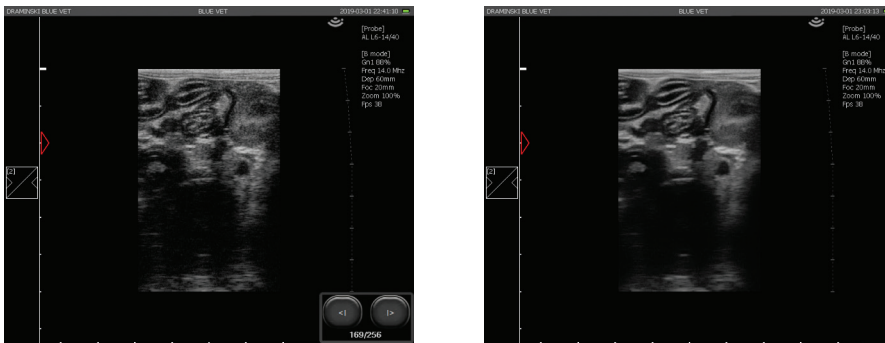 DRAMINSKI BLUE VET BLUE VET 2019-03-01 22:41:10
[Probe]
AL L6-14/40
[B mode]
Gn1 88%
Freq 14.0 Mhz
Dep 60mm
Foc 20mm
Zoom 100%
Fps 38
[2]
<| |>
169/256
DRAMINSKI BLUE VET BLUE VET 2019-03-01 23:03:13
[Probe]
AL L6-14/40
[B mode]
Gn1 88%
Freq 14.0 Mhz
Dep 60mm
Foc 20mm
Zoom 100%
Fps 38
[2]